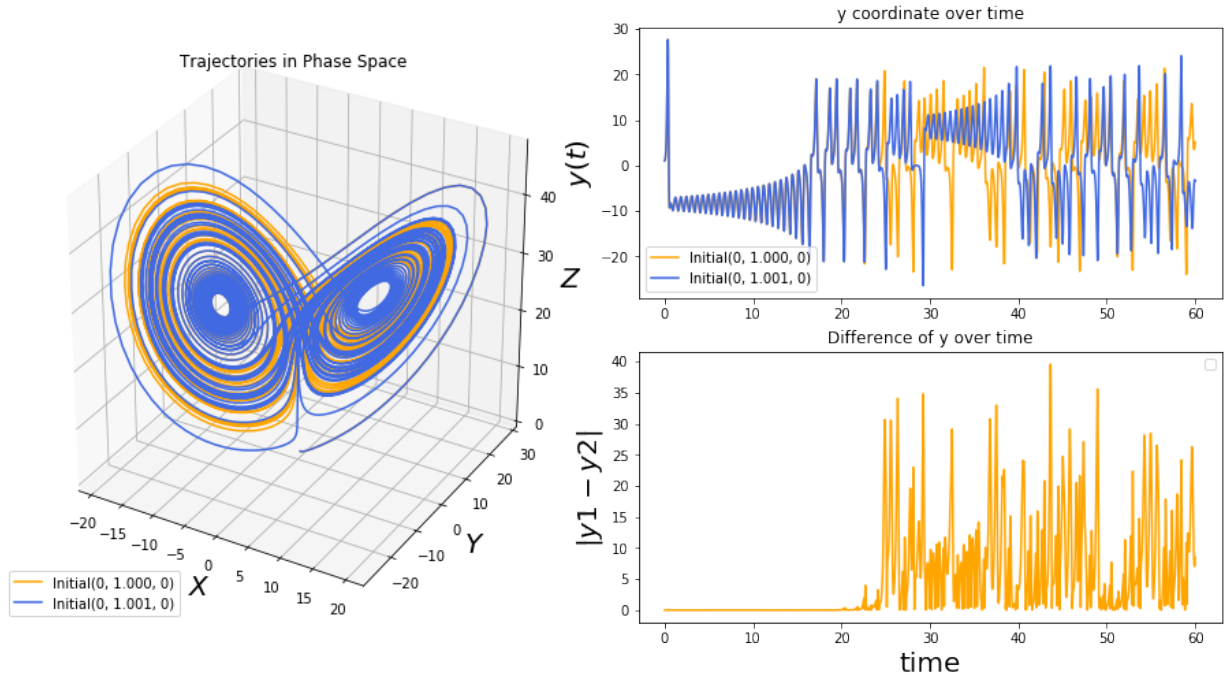 Trajectories in Phase Space
40
30
20
10
0
Z
30
20
10
0
−10
−20
Y
−20
−15
−10
−5
0
5
10
15
20
X
Initial(0, 1.000, 0)
Initial(0, 1.001, 0)
y coordinate over time
y(t)
30
20
10
0
−10
−20
Initial(0, 1.000, 0)
Initial(0, 1.001, 0)
0 10 20 30 40 50 60
Difference of y over time
|y1 − y2|
40
35
30
25
20
15
10
5
0
0 10 20 30 40 50 60
time